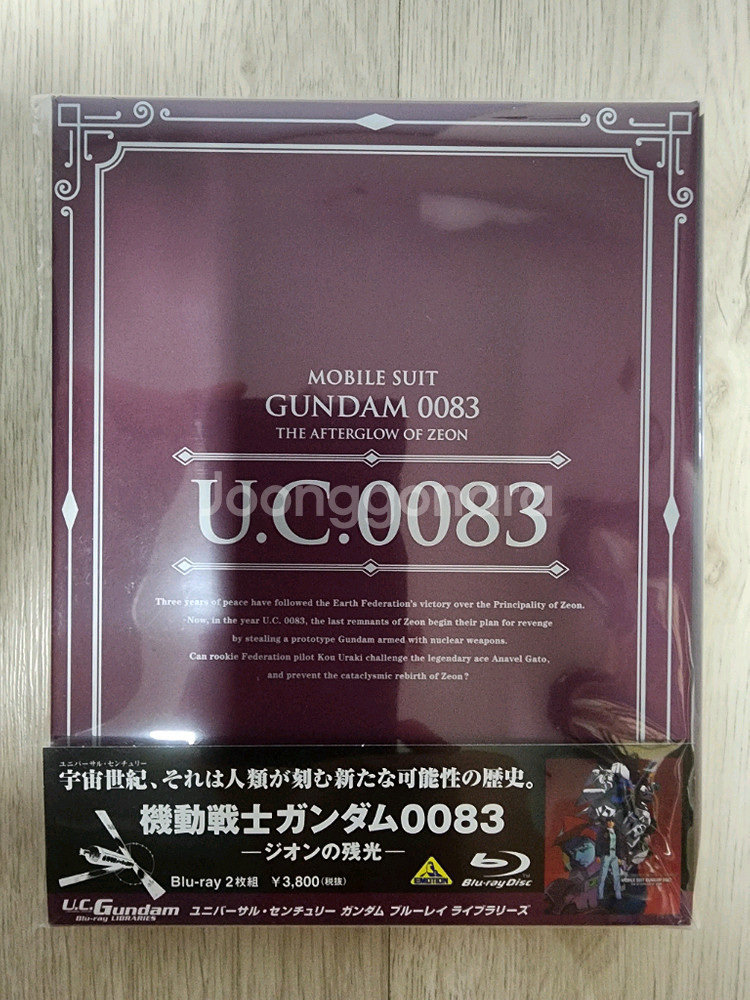 MOBILE SUIT
GUNDAM 0083
THE AFTERGLOW OF ZEON
U.C.0083
Joonggonara
Three years of peace have followed the Earth Federation's victory over the Principality of Zeon.
Now, in the year U.C. 0083, the last remnants of Zeon begin their plan for revenge
by stealing a prototype Gundam armed with nuclear weapons.
Can rookie Federation pilot Kou Uraki challenge the legendary ace Anavel Gato,
and prevent the cataclysmic rebirth of Zeon?
ユニバーサル・センチュリー
宇宙世紀、それは人類が刻む新たな可能性の歴史。
機動戦士ガンダム0083
—ジオンの残光—
Blu-ray 2枚組 ¥3,800(税抜)
EMOTION
Blu-ray Disc
TM
MOBILE SUIT GUNDAM 0083
U.C.Gundam
Blu-ray LIBRARIES
ユニバーサル・センチュリー ガンダム ブルーレイ ライブラリーズ